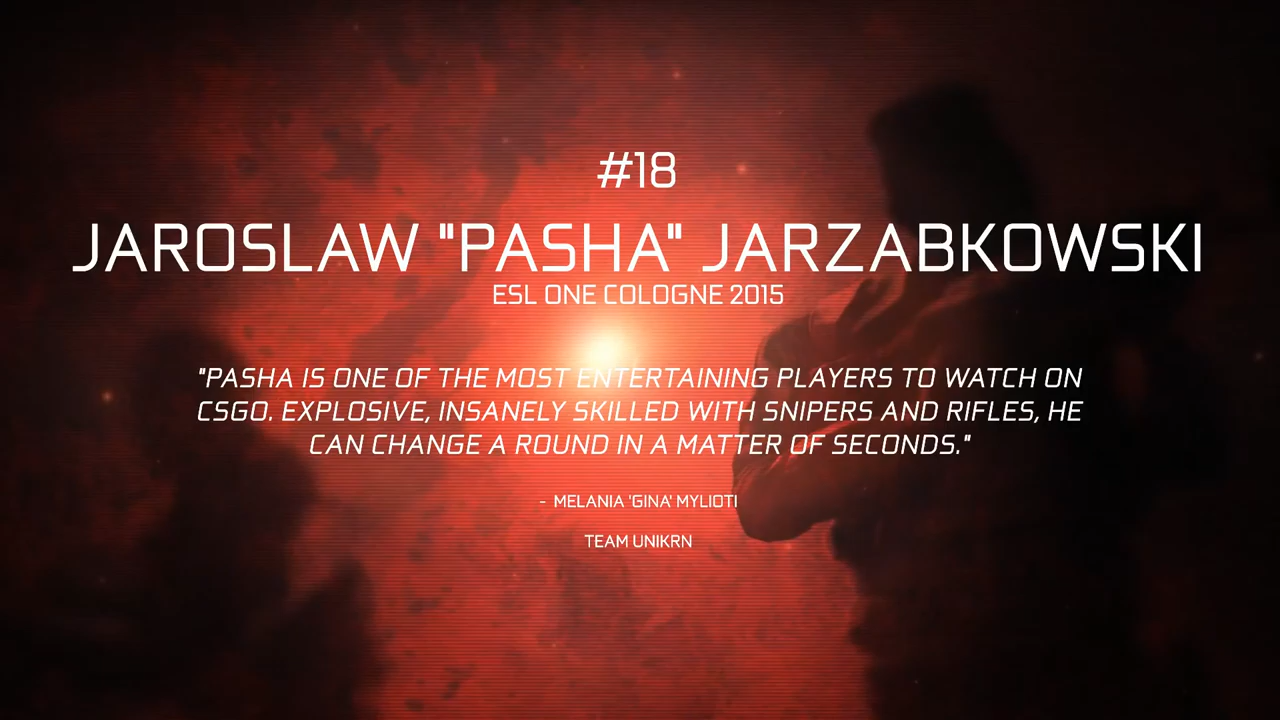 #18
JAROSLAW "PASHA" JARZABKOWSKI
ESL ONE COLOGNE 2015
"PASHA IS ONE OF THE MOST ENTERTAINING PLAYERS TO WATCH ON
CSGO. EXPLOSIVE, INSANELY SKILLED WITH SNIPERS AND RIFLES, HE
CAN CHANGE A ROUND IN A MATTER OF SECONDS."
- MELANIA 'GINA' MYLIOTI
TEAM UNIKRN